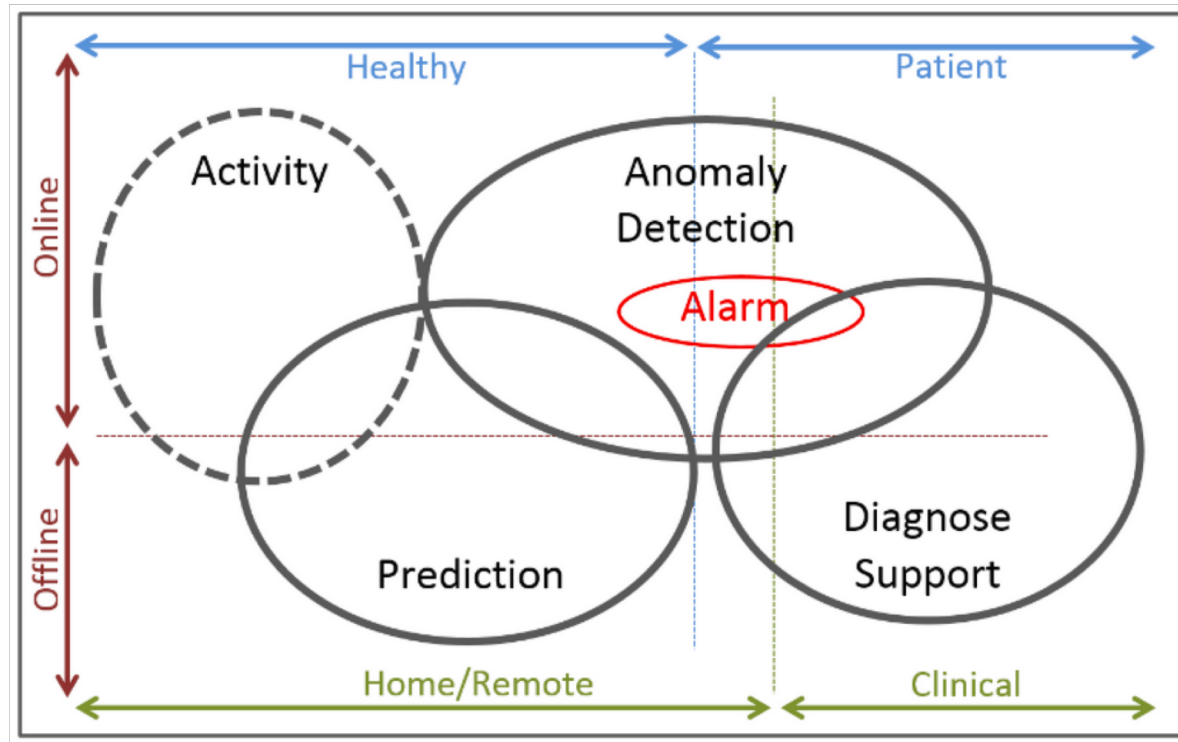 Healthy
Patient
Online
Activity
Anomaly
Detection
Alarm
Offline
Prediction
Diagnose
Support
Home/Remote
Clinical